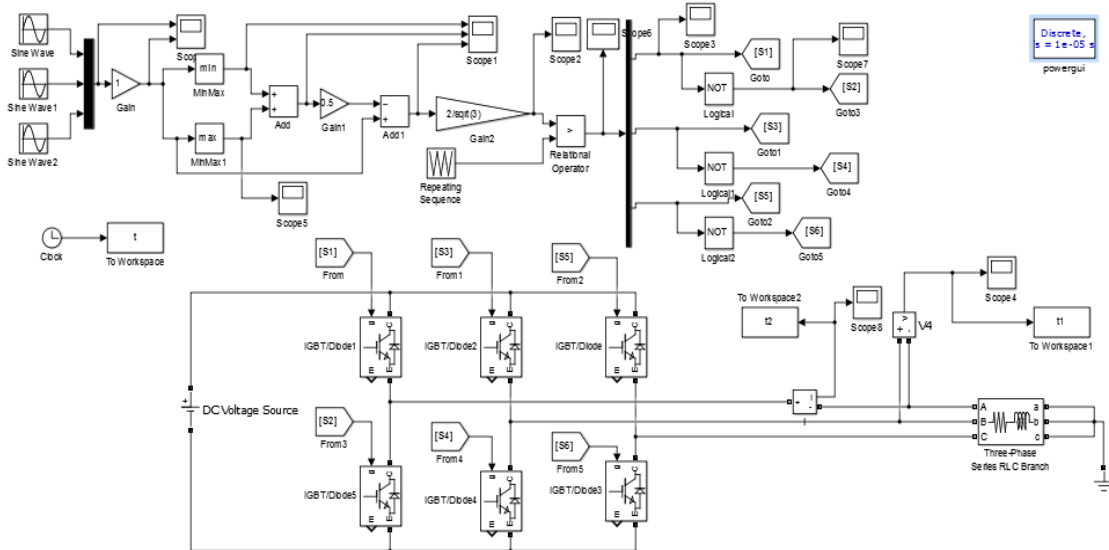 Sine Wave
Sine Wave1
Sine Wave2
1
Gain
min
MinMax
max
MinMax1
+
+
Add
0.5
Gain1
−
+
Add1
2/sqrt(3)
Gain2
Repeating
Sequence
>
Relational
Operator
Scope5
Scope1
Scope2
Scope6
Scope3
[S1]
Goto
Scope7
NOT
Logical
[S2]
Goto3
[S3]
Goto1
NOT
Logical1
[S4]
Goto4
[S5]
Goto2
NOT
Logical2
[S6]
Goto5
Discrete,
s = 1e-05 s
powergui
Clock
t
To Workspace
[S1]
From
[S3]
From1
[S5]
From2
g C
E m
IGBT/Diode1
g C
E m
IGBT/Diode2
g C
E m
IGBT/Diode
To Workspace2
t2
Scope8
Scope4
V4
t1
To Workspace1
DC Voltage Source
+
[S2]
From3
[S4]
From4
[S6]
From5
g C
E m
IGBT/Diode5
g C
E m
IGBT/Diode4
g C
E m
IGBT/Diode3
+ i
-
I
A a
B b
C c
Three-Phase
Series RLC Branch